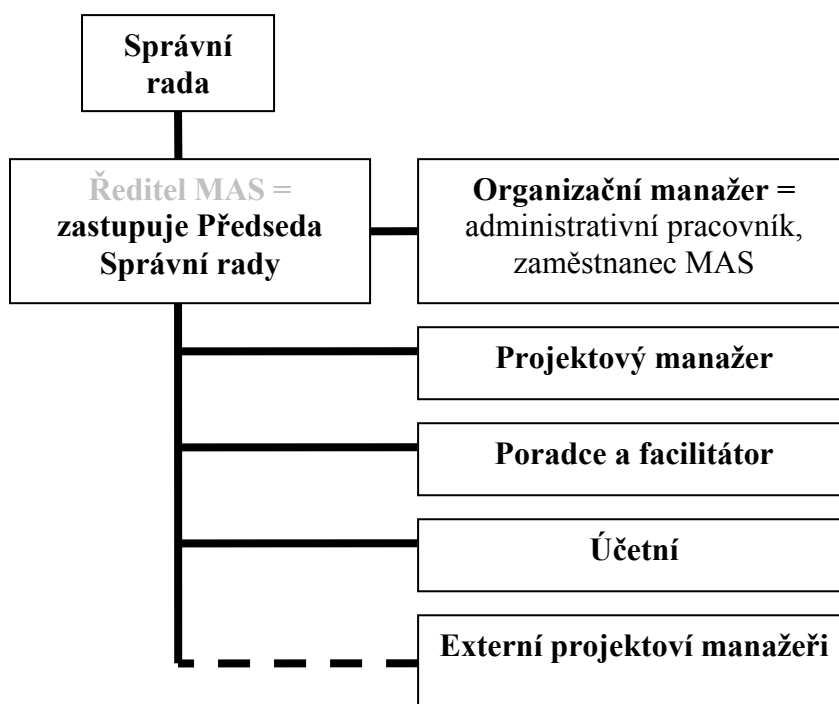 Správní
rada
Ředitel MAS =
zastupuje Předseda
Správní rady
Organizační manažer =
administrativní pracovník,
zaměstnanec MAS
Projektový manažer
Poradce a facilitátor
Účetní
Externí projektoví manažeři